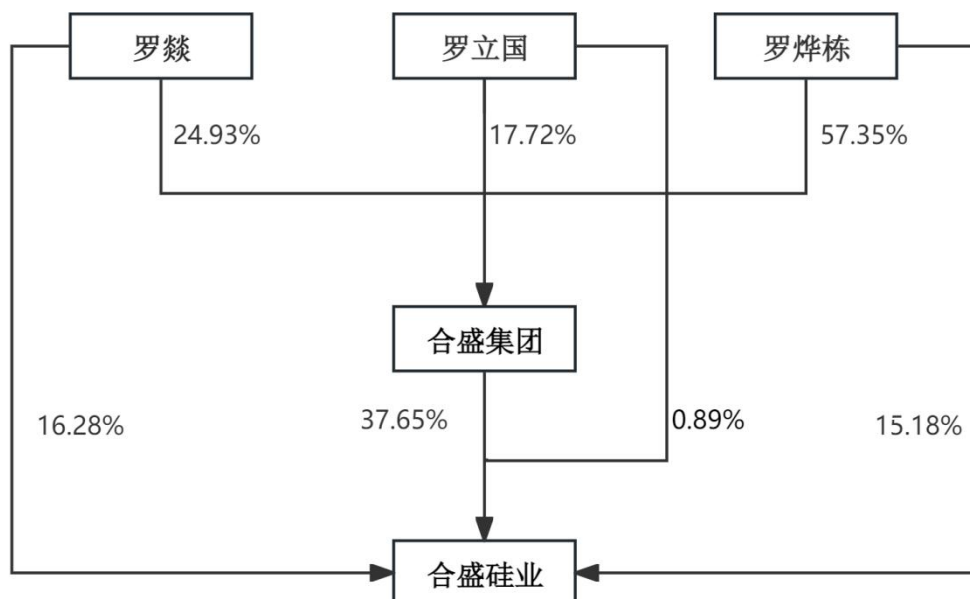 罗燚
罗立国
罗烨栋
24.93%
17.72%
57.35%
合盛集团
16.28%
37.65%
0.89%
15.18%
合盛硅业